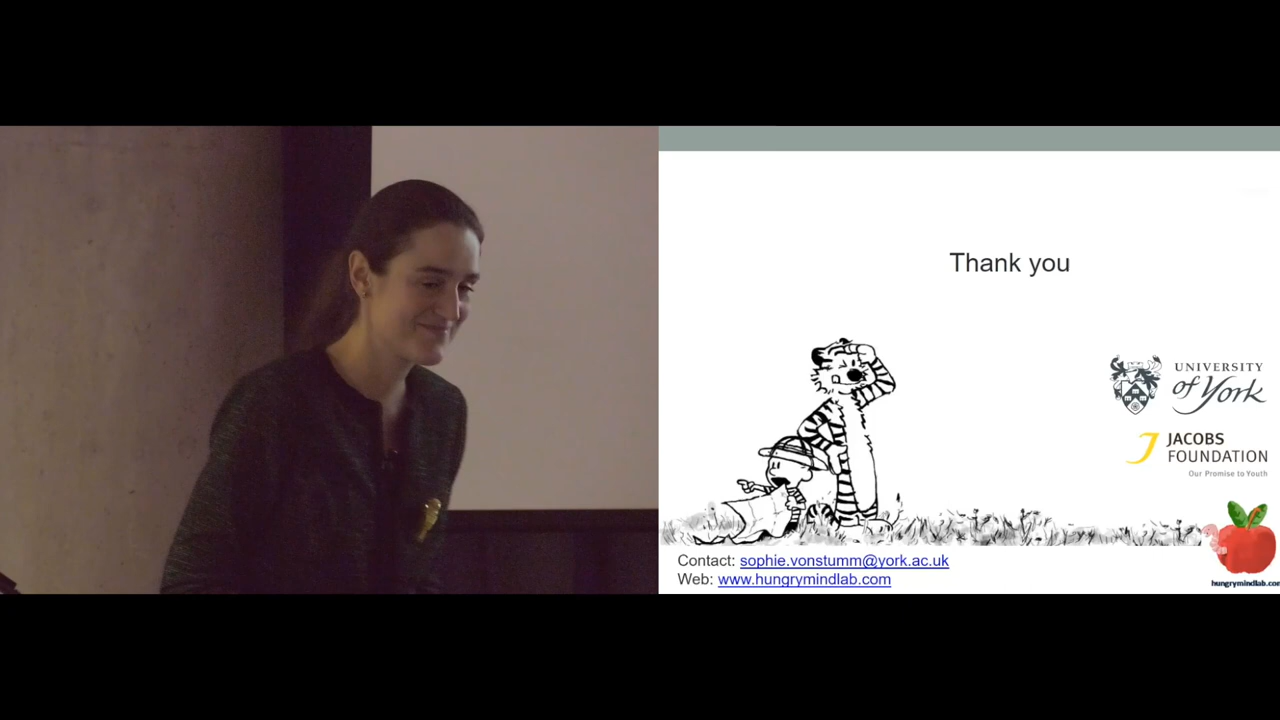 Thank you
UNIVERSITY
of York
JACOBS
FOUNDATION
Our Promise to Youth
Contact: sophie.vonstumm@york.ac.uk
Web: www.hungrymindlab.com
hungrymindlab.com